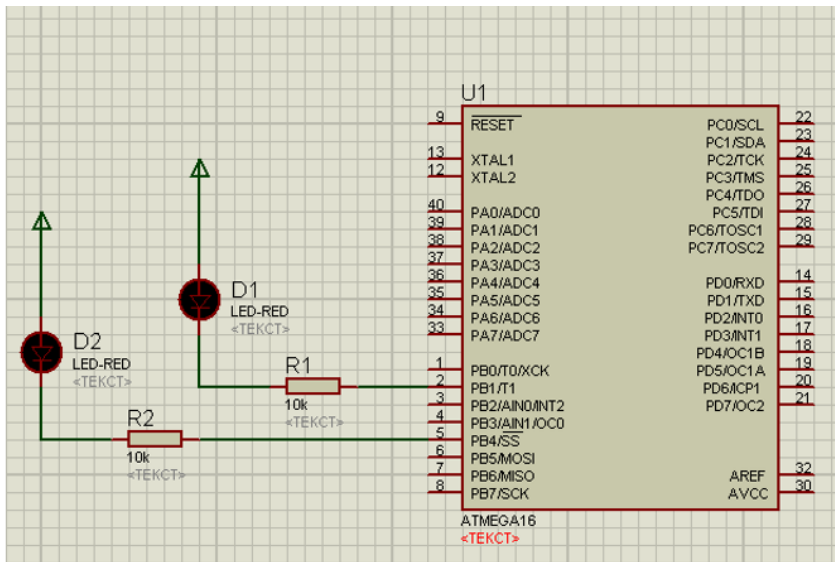 U1
9 RESET
13 XTAL1
12 XTAL2
40 PA0/ADC0
39 PA1/ADC1
38 PA2/ADC2
37 PA3/ADC3
36 PA4/ADC4
35 PA5/ADC5
34 PA6/ADC6
33 PA7/ADC7
1 PB0/T0/XCK
2 PB1/T1
3 PB2/AIN0/INT2
4 PB3/AIN1/OC0
5 PB4/SS
6 PB5/MOSI
7 PB6/MISO
8 PB7/SCK
PC0/SCL 22
PC1/SDA 23
PC2/TCK 24
PC3/TMS 25
PC4/TDO 26
PC5/TDI 27
PC6/TOSC1 28
PC7/TOSC2 29
PD0/RXD 14
PD1/TXD 15
PD2/INT0 16
PD3/INT1 17
PD4/OC1B 18
PD5/OC1A 19
PD6/ICP1 20
PD7/OC2 21
AREF 32
AVCC 30
ATMEGA16
<ТЕКСТ>
D1
LED-RED
<ТЕКСТ>
D2
LED-RED
<ТЕКСТ>
R1
10k
<ТЕКСТ>
R2
10k
<ТЕКСТ>